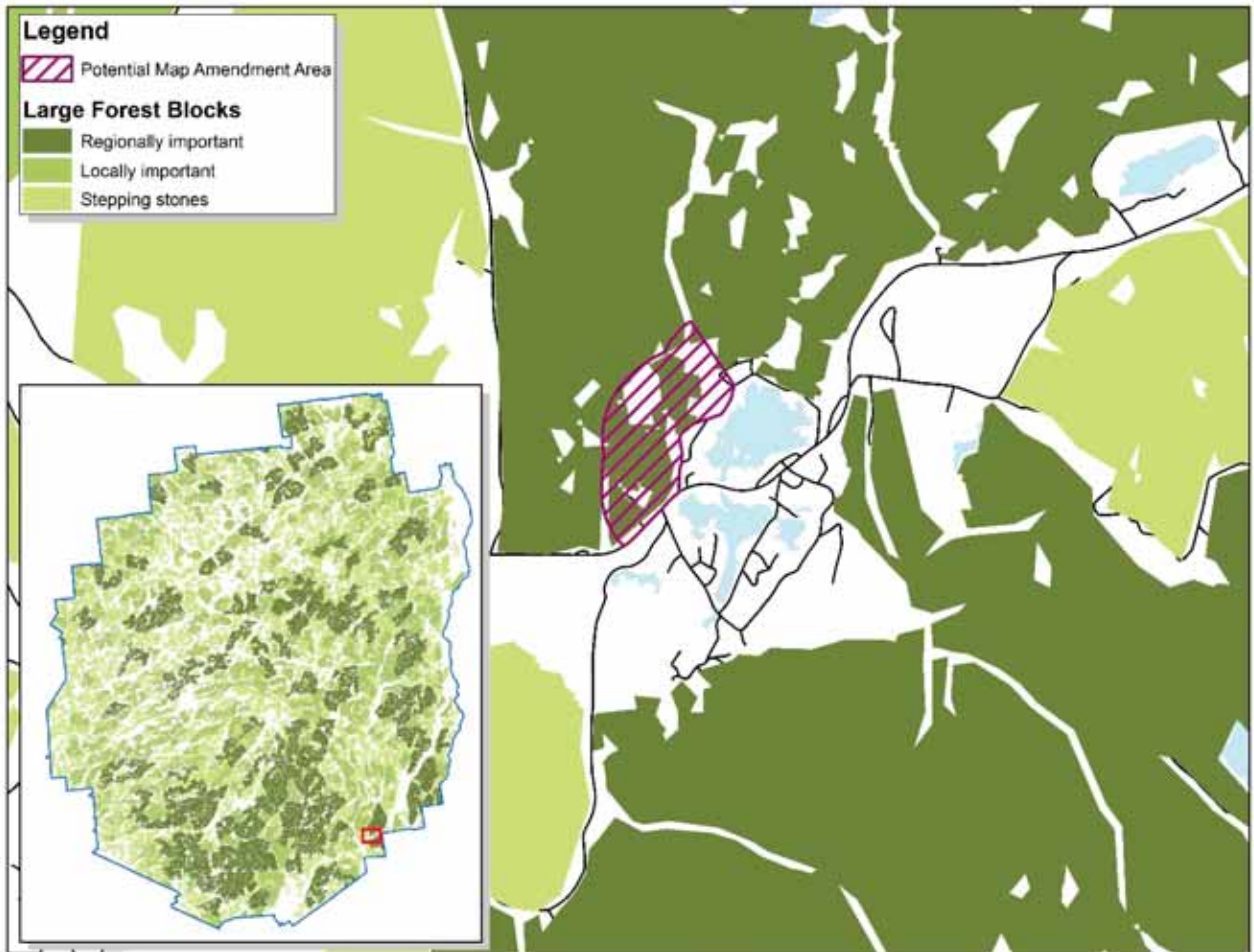 Legend
Potential Map Amendment Area
Large Forest Blocks
Regionally important
Locally important
Stepping stones